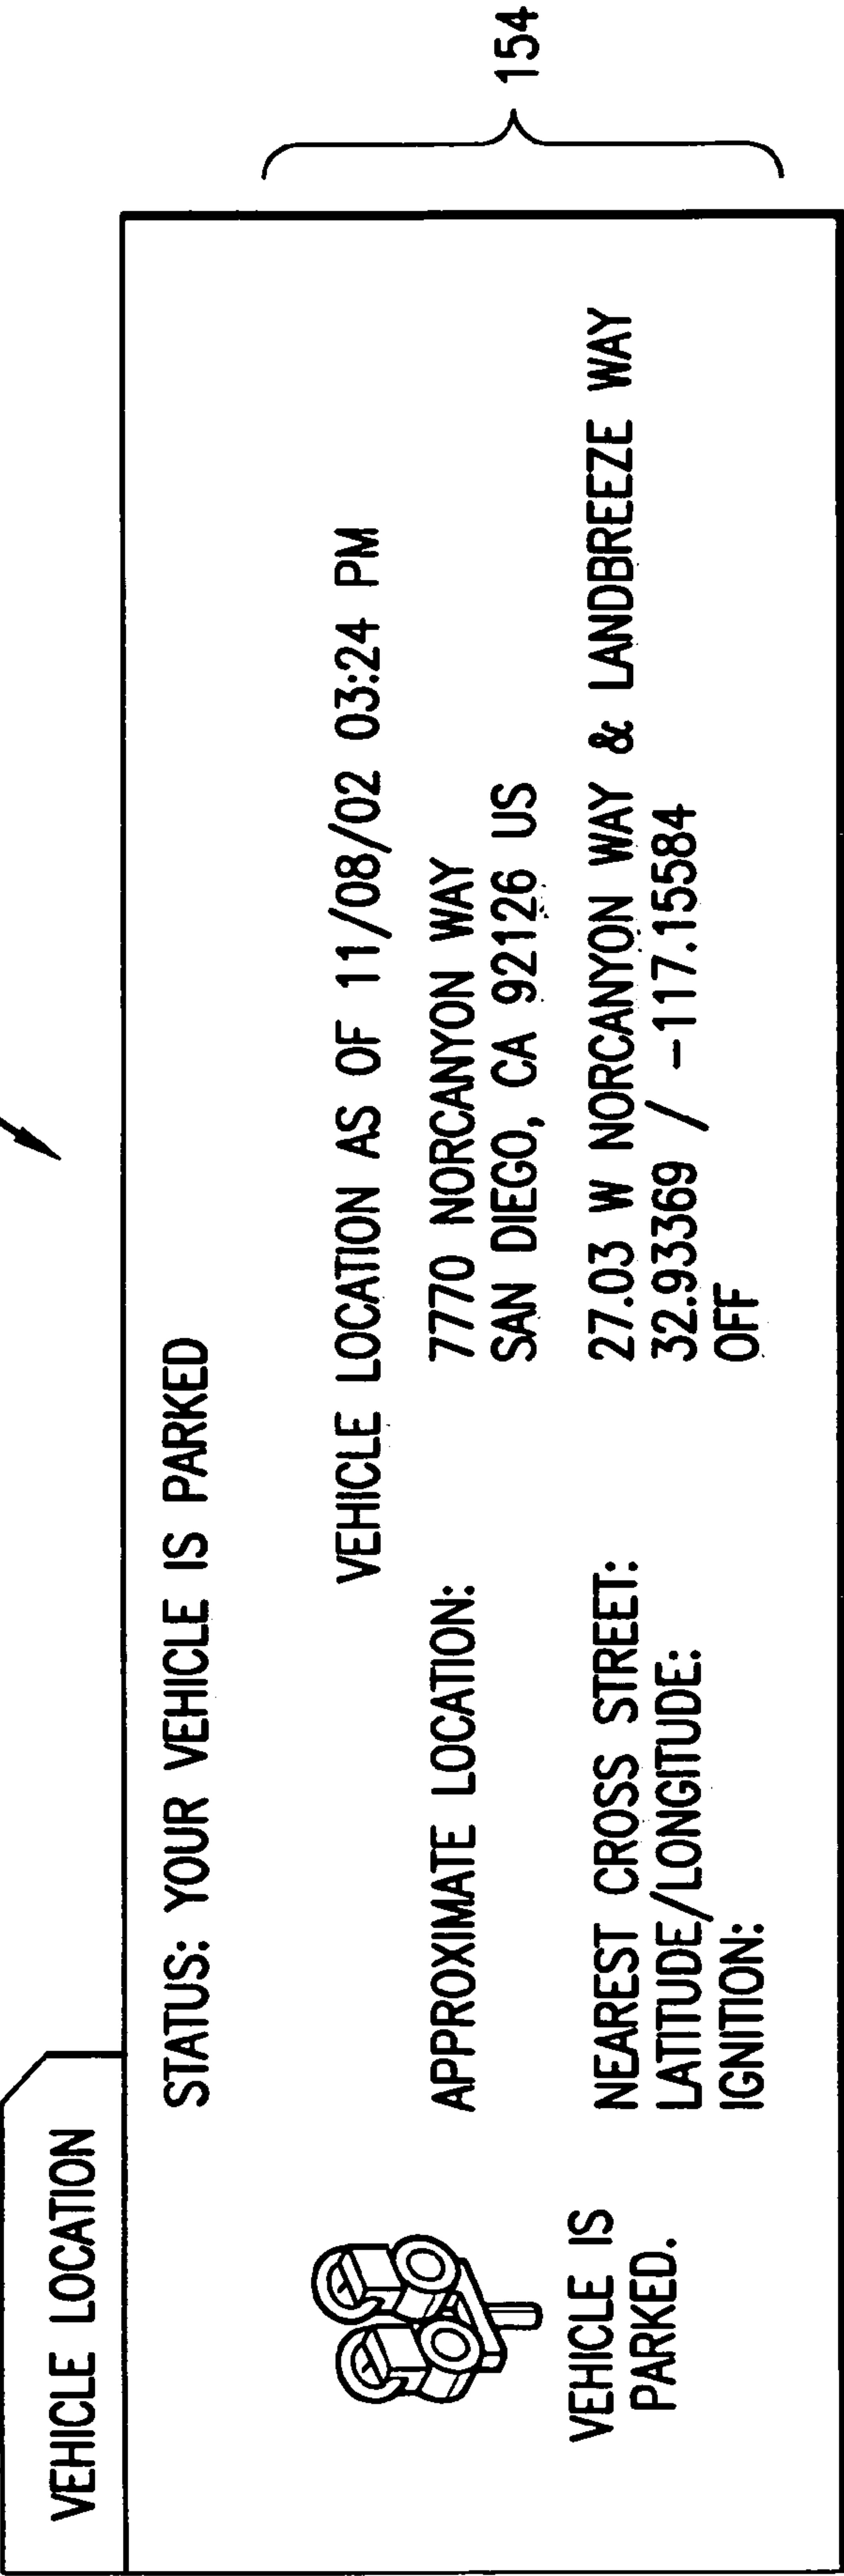 VEHICLE LOCATION
STATUS: YOUR VEHICLE IS PARKED
VEHICLE LOCATION AS OF 11/08/02 03:24 PM
APPROXIMATE LOCATION: 7770 NORCANYON WAY
SAN DIEGO, CA 92126 US
NEAREST CROSS STREET: 27.03 W NORCANYON WAY & LANDBREEZE WAY
LATITUDE/LONGITUDE: 32.93369 / -117.15584
IGNITION: OFF
VEHICLE IS
PARKED.
154